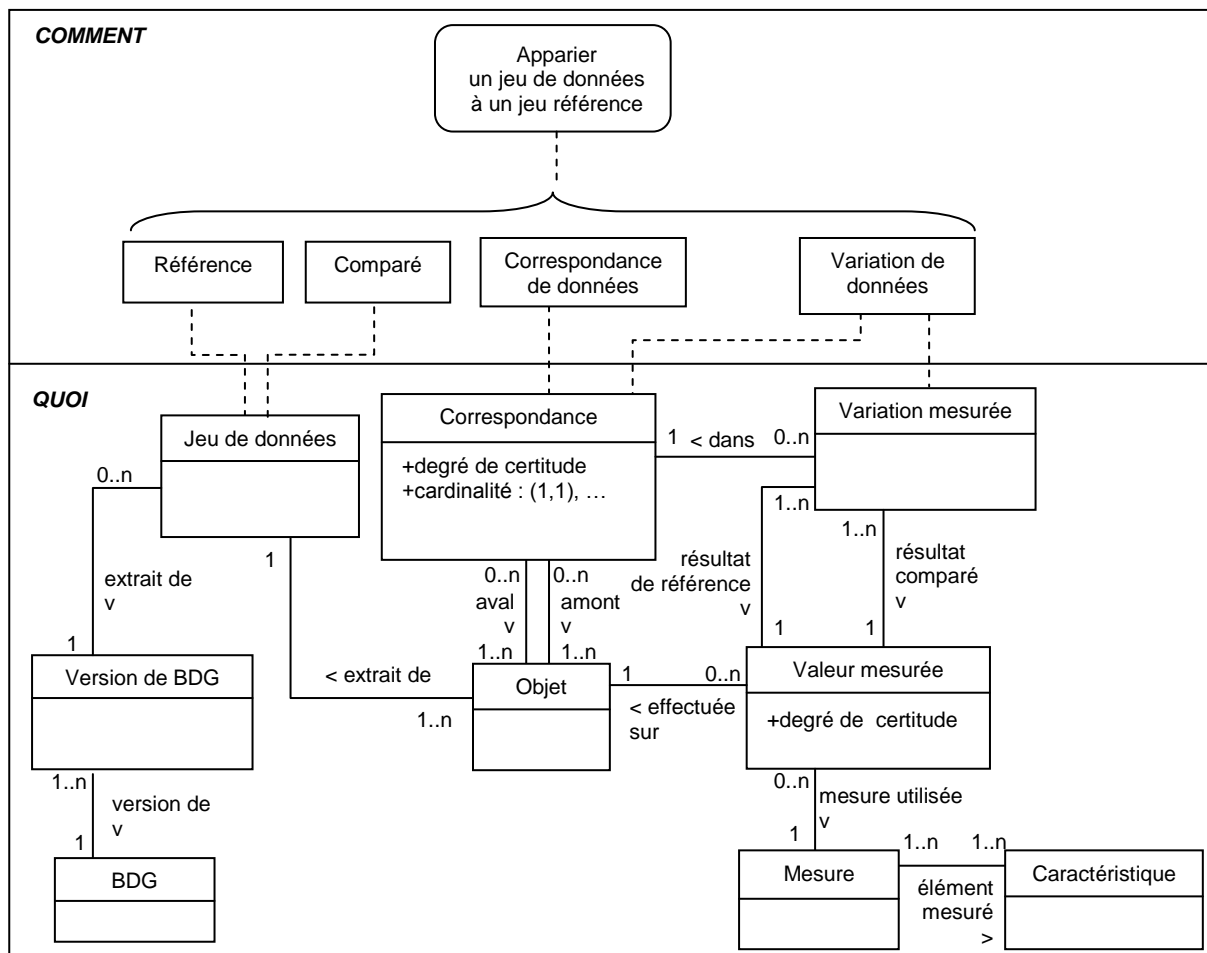 COMMENT
Apparier
un jeu de données
à un jeu référence
Référence
Comparé
Correspondance
de données
Variation de
données
QUOI
Jeu de données
Correspondance
+degré de certitude
+cardinalité : (1,1), …
Variation mesurée
1 < dans 0..n
0..n
1
extrait de
v
1
0..n
aval
v
1..n
0..n
amont
v
1..n
1..n
résultat
de référence
v
1
1..n
résultat
comparé
v
1
Version de BDG
< extrait de
1..n
Objet
1
0..n
< effectuée
sur
Valeur mesurée
+degré de certitude
1..n
version de
v
1
BDG
0..n
mesure utilisée
v
1
Mesure
1..n
1..n
élément
mesuré
>
Caractéristique